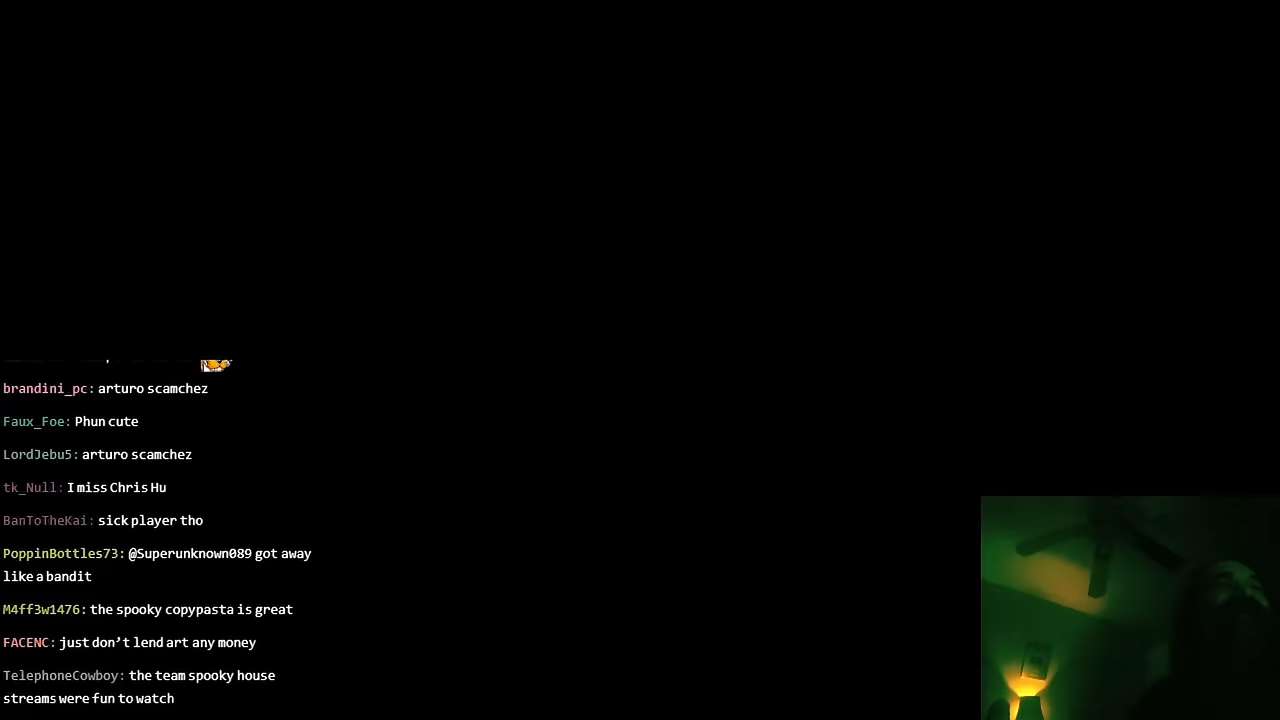 brandini_pc: arturo scamchez
Faux_Foe: Phun cute
LordJebu5: arturo scamchez
tk_Null: I miss Chris Hu
BanToTheKai: sick player tho
PoppinBottles73: @Superunknown089 got away
like a bandit
M4ff3w1476: the spooky copypasta is great
FACENC: just don’t lend art any money
TelephoneCowboy: the team spooky house
streams were fun to watch